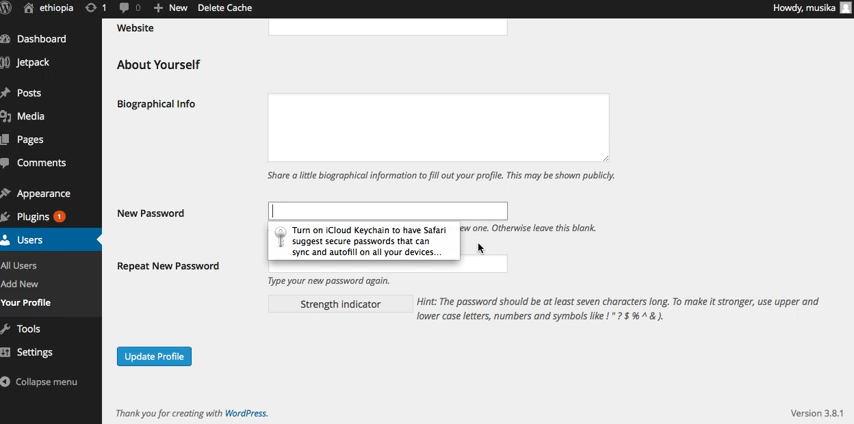 ethiopia 1 0 New Delete Cache Howdy, musika
Dashboard
Jetpack
Posts
Media
Pages
Comments
Appearance
Plugins 1
Users
All Users
Add New
Your Profile
Tools
Settings
Collapse menu
Website
About Yourself
Biographical Info
Share a little biographical information to fill out your profile. This may be shown publicly.
New Password
ew one. Otherwise leave this blank.
Turn on iCloud Keychain to have Safari
suggest secure passwords that can
sync and autofill on all your devices...
Repeat New Password
Type your new password again.
Strength indicator
Hint: The password should be at least seven characters long. To make it stronger, use upper and
lower case letters, numbers and symbols like ! " ? $ % ^ & ).
Update Profile
Thank you for creating with WordPress.
Version 3.8.1